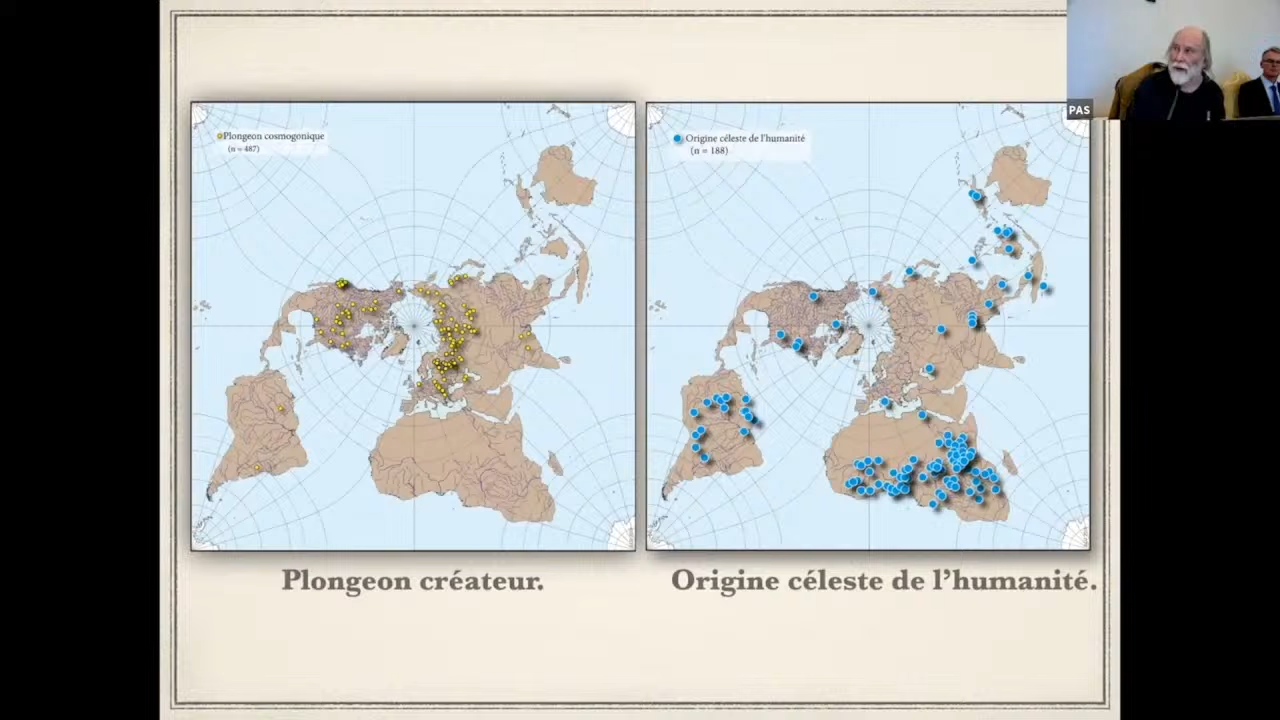 PAS
Plongeon cosmogonique
(n = 487)
Origine céleste de l'humanité
(n = 188)
Plongeon créateur.
Origine céleste de l’humanité.